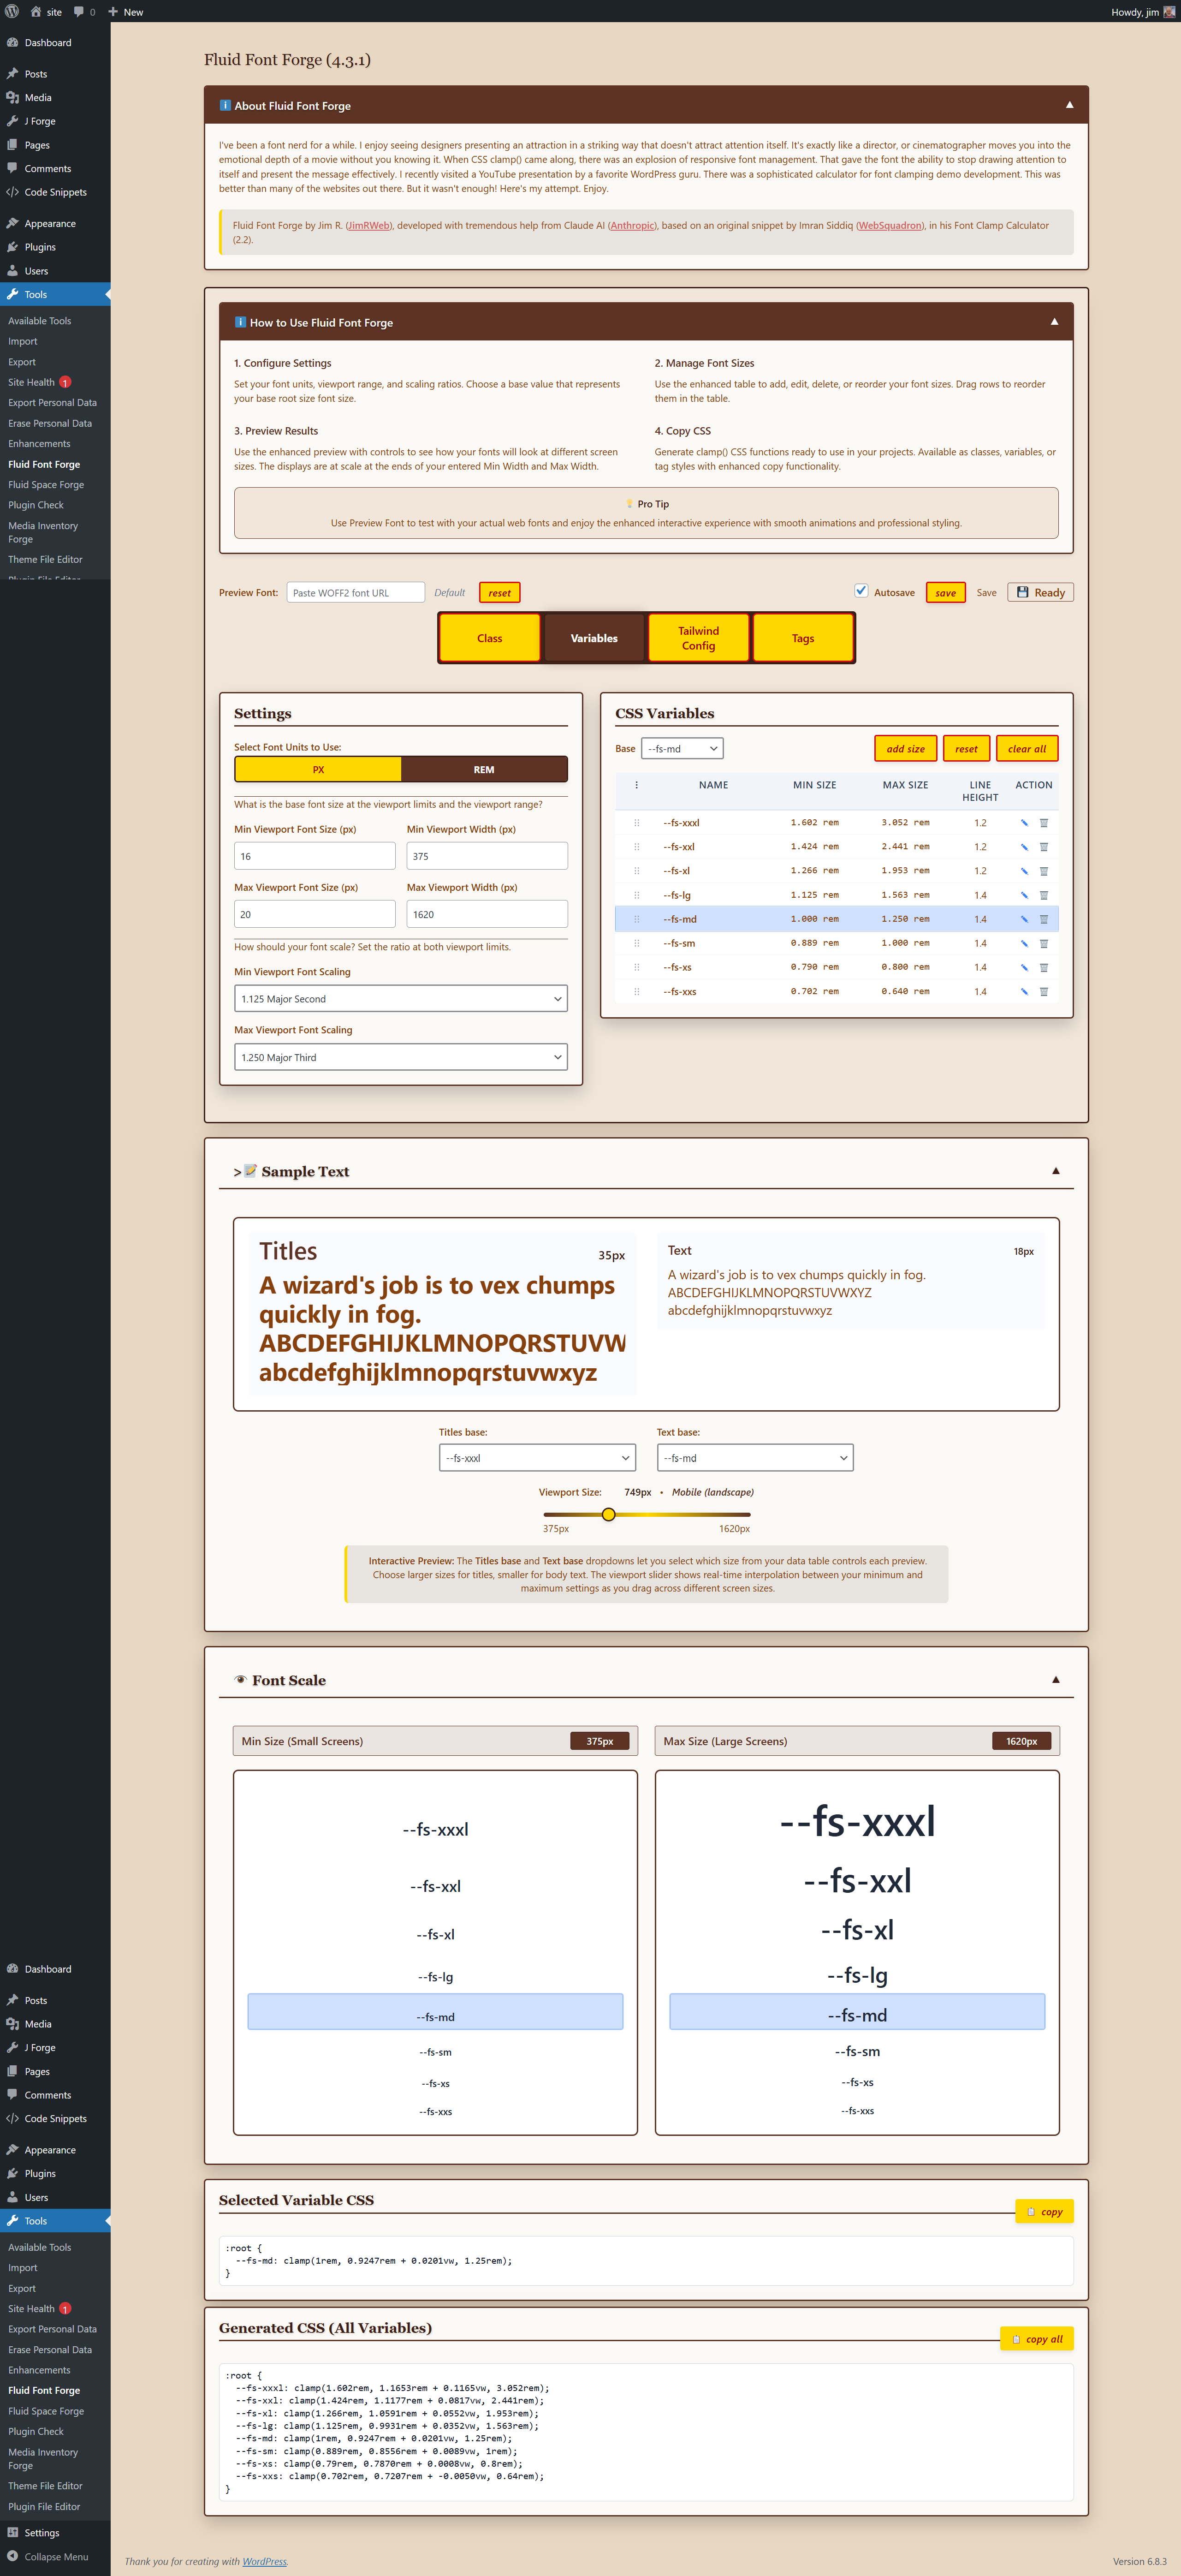 site
0
New
Howdy, jim
Dashboard
Posts
Media
J Forge
Pages
Comments
Code Snippets
Appearance
Plugins
Users
Tools
Available Tools
Import
Export
Site Health 1
Export Personal Data
Erase Personal Data
Enhancements
Fluid Font Forge
Fluid Space Forge
Plugin Check
Media Inventory
Forge
Theme File Editor
Plugin File Editor
Fluid Font Forge (4.3.1)
About Fluid Font Forge
I've been a font nerd for a while. I enjoy seeing designers presenting an attraction in a striking way that doesn't attract attention itself. It's exactly like a director, or cinematographer moves you into the
emotional depth of a movie without you knowing it. When CSS clamp() came along, there was an explosion of responsive font management. That gave the font the ability to stop drawing attention to
itself and present the message effectively. I recently visited a YouTube presentation by a favorite WordPress guru. There was a sophisticated calculator for font clamping demo development. This was
better than many of the websites out there. But it wasn't enough! Here's my attempt. Enjoy.
Fluid Font Forge by Jim R. (JimRWeb), developed with tremendous help from Claude AI (Anthropic), based on an original snippet by Imran Siddiq (WebSquadron), in his Font Clamp Calculator
(2.2).
How to Use Fluid Font Forge
1. Configure Settings
Set your font units, viewport range, and scaling ratios. Choose a base value that represents
your base root size font size.
2. Manage Font Sizes
Use the enhanced table to add, edit, delete, or reorder your font sizes. Drag rows to reorder
them in the table.
3. Preview Results
Use the enhanced preview with controls to see how your fonts will look at different screen
sizes. The displays are at scale at the ends of your entered Min Width and Max Width.
4. Copy CSS
Generate clamp() CSS functions ready to use in your projects. Available as classes, variables, or
tag styles with enhanced copy functionality.
Pro Tip
Use Preview Font to test with your actual web fonts and enjoy the enhanced interactive experience with smooth animations and professional styling.
Preview Font: Paste WOFF2 font URL Default reset
Autosave save Save Ready
Class
Variables
Tailwind
Config
Tags
Settings
Select Font Units to Use:
PX REM
What is the base font size at the viewport limits and the viewport range?
Min Viewport Font Size (px) Min Viewport Width (px)
16 375
Max Viewport Font Size (px) Max Viewport Width (px)
20 1620
How should your font scale? Set the ratio at both viewport limits.
Min Viewport Font Scaling
1.125 Major Second
Max Viewport Font Scaling
1.250 Major Third
CSS Variables
Base --fs-md add size reset clear all
⋮ NAME MIN SIZE MAX SIZE LINE HEIGHT ACTION
--fs-xxxl 1.602 rem 3.052 rem 1.2
--fs-xxl 1.424 rem 2.441 rem 1.2
--fs-xl 1.266 rem 1.953 rem 1.2
--fs-lg 1.125 rem 1.563 rem 1.4
--fs-md 1.000 rem 1.250 rem 1.4
--fs-sm 0.889 rem 1.000 rem 1.4
--fs-xs 0.790 rem 0.800 rem 1.4
--fs-xxs 0.702 rem 0.640 rem 1.4
> Sample Text
Titles 35px
A wizard's job is to vex chumps
quickly in fog.
ABCDEFGHIJKLMNOPQRSTUVW
abcdefghijklmnopqrstuvwxyz
Text 18px
A wizard's job is to vex chumps quickly in fog.
ABCDEFGHIJKLMNOPQRSTUVWXYZ
abcdefghijklmnopqrstuvwxyz
Titles base: Text base:
--fs-xxxl --fs-md
Viewport Size: 749px • Mobile (landscape)
375px 1620px
Interactive Preview: The Titles base and Text base dropdowns let you select which size from your data table controls each preview.
Choose larger sizes for titles, smaller for body text. The viewport slider shows real-time interpolation between your minimum and
maximum settings as you drag across different screen sizes.
Font Scale
Min Size (Small Screens) 375px
--fs-xxxl
--fs-xxl
--fs-xl
--fs-lg
--fs-md
--fs-sm
--fs-xs
--fs-xxs
Max Size (Large Screens) 1620px
--fs-xxxl
--fs-xxl
--fs-xl
--fs-lg
--fs-md
--fs-sm
--fs-xs
--fs-xxs
Selected Variable CSS
copy
:root {
--fs-md: clamp(1rem, 0.9247rem + 0.0201vw, 1.25rem);
}
Generated CSS (All Variables)
copy all
:root {
--fs-xxxl: clamp(1.602rem, 1.1653rem + 0.1165vw, 3.052rem);
--fs-xxl: clamp(1.424rem, 1.1177rem + 0.0817vw, 2.441rem);
--fs-xl: clamp(1.266rem, 1.0591rem + 0.0552vw, 1.953rem);
--fs-lg: clamp(1.125rem, 0.9931rem + 0.0352vw, 1.563rem);
--fs-md: clamp(1rem, 0.9247rem + 0.0201vw, 1.25rem);
--fs-sm: clamp(0.889rem, 0.8556rem + 0.0089vw, 1rem);
--fs-xs: clamp(0.79rem, 0.7870rem + 0.0008vw, 0.8rem);
--fs-xxs: clamp(0.702rem, 0.7207rem + -0.0050vw, 0.64rem);
}
Dashboard
Posts
Media
J Forge
Pages
Comments
Code Snippets
Appearance
Plugins
Users
Tools
Available Tools
Import
Export
Site Health 1
Export Personal Data
Erase Personal Data
Enhancements
Fluid Font Forge
Fluid Space Forge
Plugin Check
Media Inventory
Forge
Theme File Editor
Plugin File Editor
Settings
Collapse Menu
Thank you for creating with WordPress.
Version 6.8.3